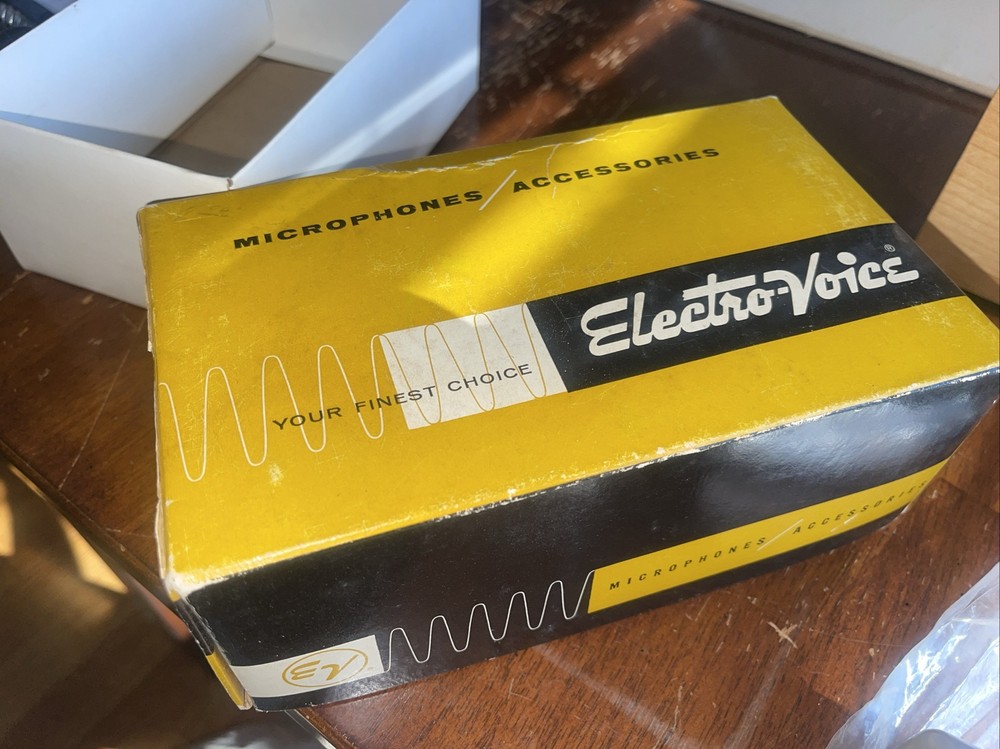 MICROPHONES/ACCESSORIES
Electro-Voice®
YOUR FINEST CHOICE
MICROPHONES/ACCESSORIES
EV